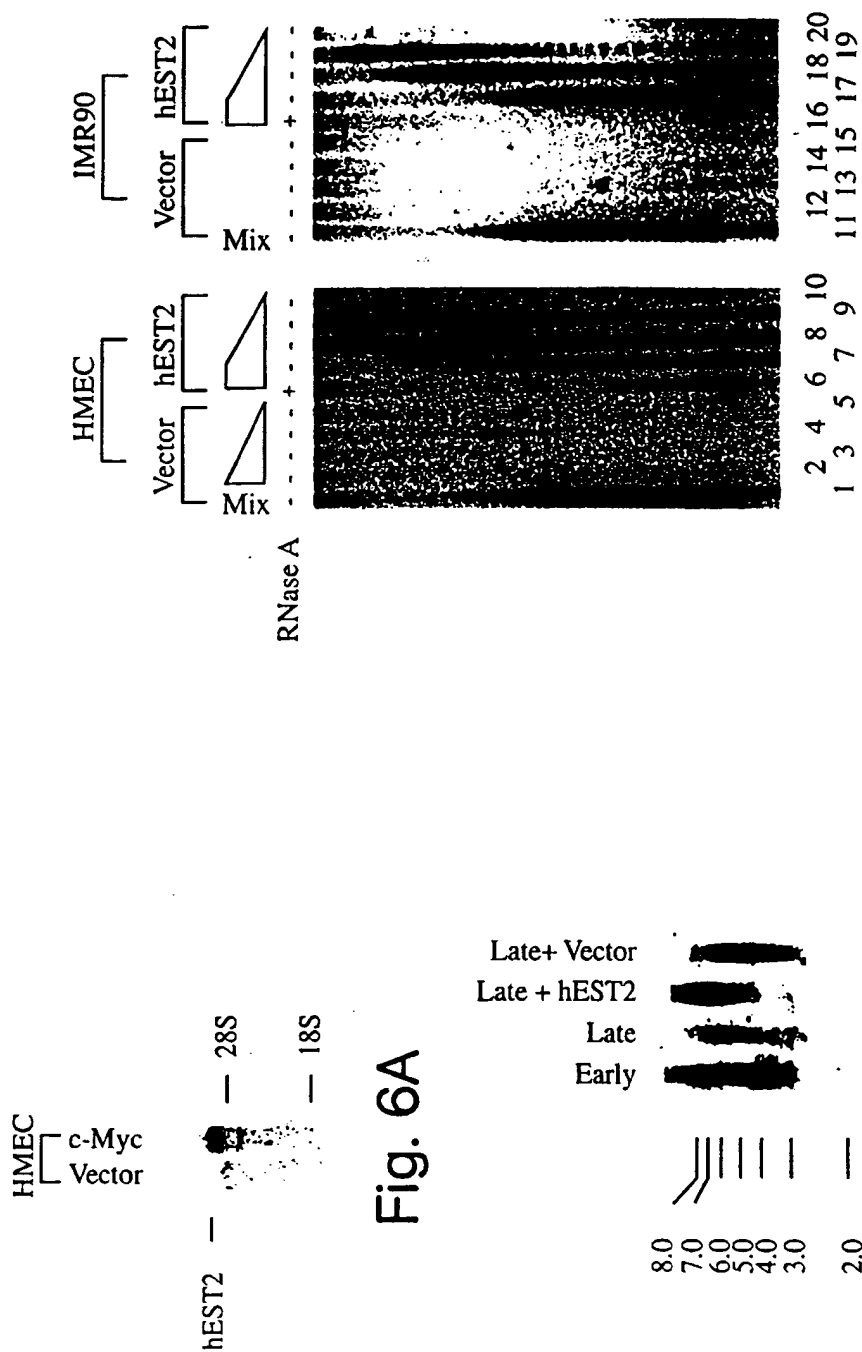 HMEC
Vector
c-Myc
hEST2
28S
18S
Fig. 6A
HMEC
IMR90
Vector
hEST2
Vector
hEST2
Mix
Mix
RNase A
- - - - - + - - - -
- - - - - + - - - -
1 2 3 4 5 6 7 8 9 10
11 12 13 14 15 16 17 18 19 20
Early
Late
Late + hEST2
Late+ Vector
8.0
7.0
6.0
5.0
4.0
3.0
2.0